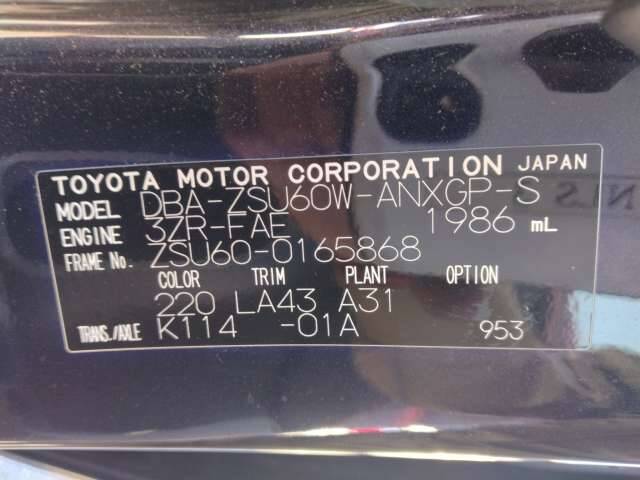 TOYOTA MOTOR CORPORATION JAPAN
MODEL DBA-ZSU60W-ANXGP-S
ENGINE 3ZR-FAE 1986 mL
FRAME No. ZSU60-0165868
COLOR TRIM PLANT OPTION
220 LA43 A31
TRANS./AXLE K114 -01A 953